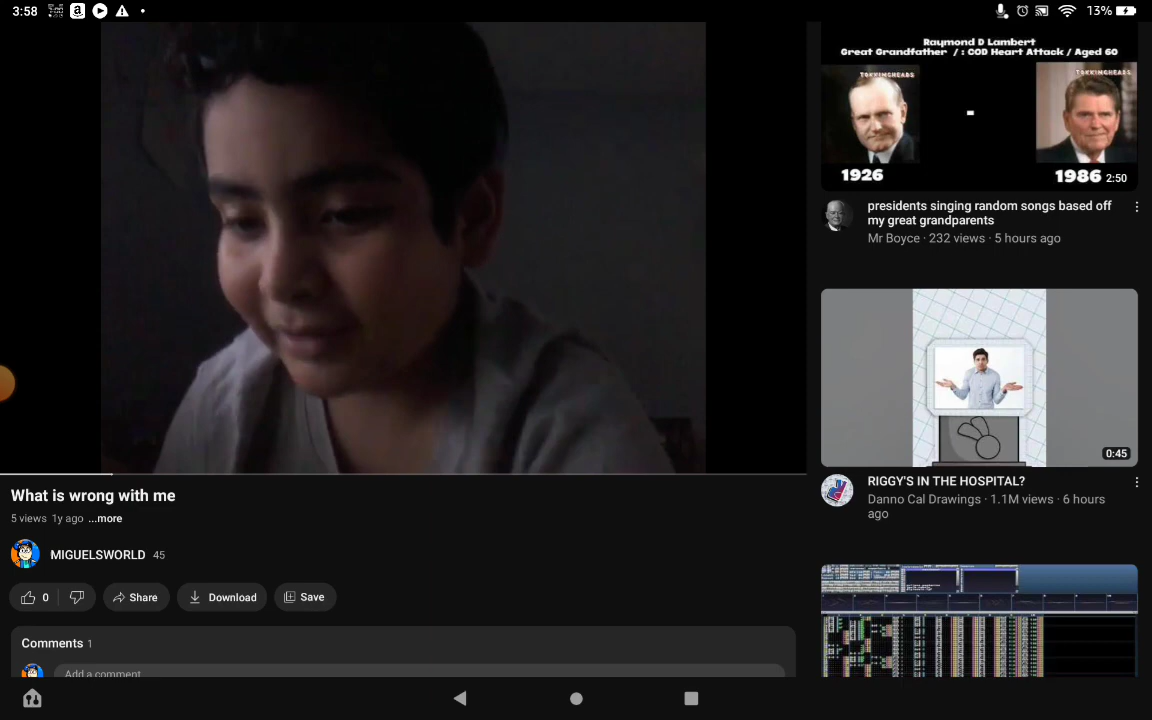 3:58
13%
What is wrong with me
5 views 1y ago ...more
MIGUELSWORLD 45
0 Share Download Save
Comments 1
Add a comment
Raymond D Lambert
Great Grandfather / : COD Heart Attack / Aged 60
TOKKINGHEADS TOKKINGHEADS
-
1926 1986 2:50
presidents singing random songs based off
my great grandparents
Mr Boyce · 232 views · 5 hours ago
0:45
RIGGY'S IN THE HOSPITAL?
Danno Cal Drawings · 1.1M views · 6 hours
ago